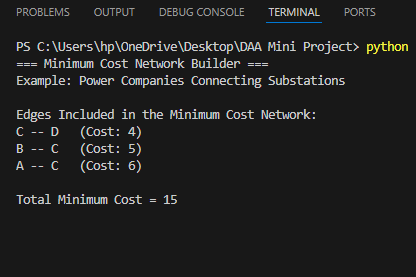 PROBLEMS OUTPUT DEBUG CONSOLE TERMINAL PORTS
PS C:\Users\hp\OneDrive\Desktop\DAA Mini Project> python
=== Minimum Cost Network Builder ===
Example: Power Companies Connecting Substations
Edges Included in the Minimum Cost Network:
C -- D (Cost: 4)
B -- C (Cost: 5)
A -- C (Cost: 6)
Total Minimum Cost = 15